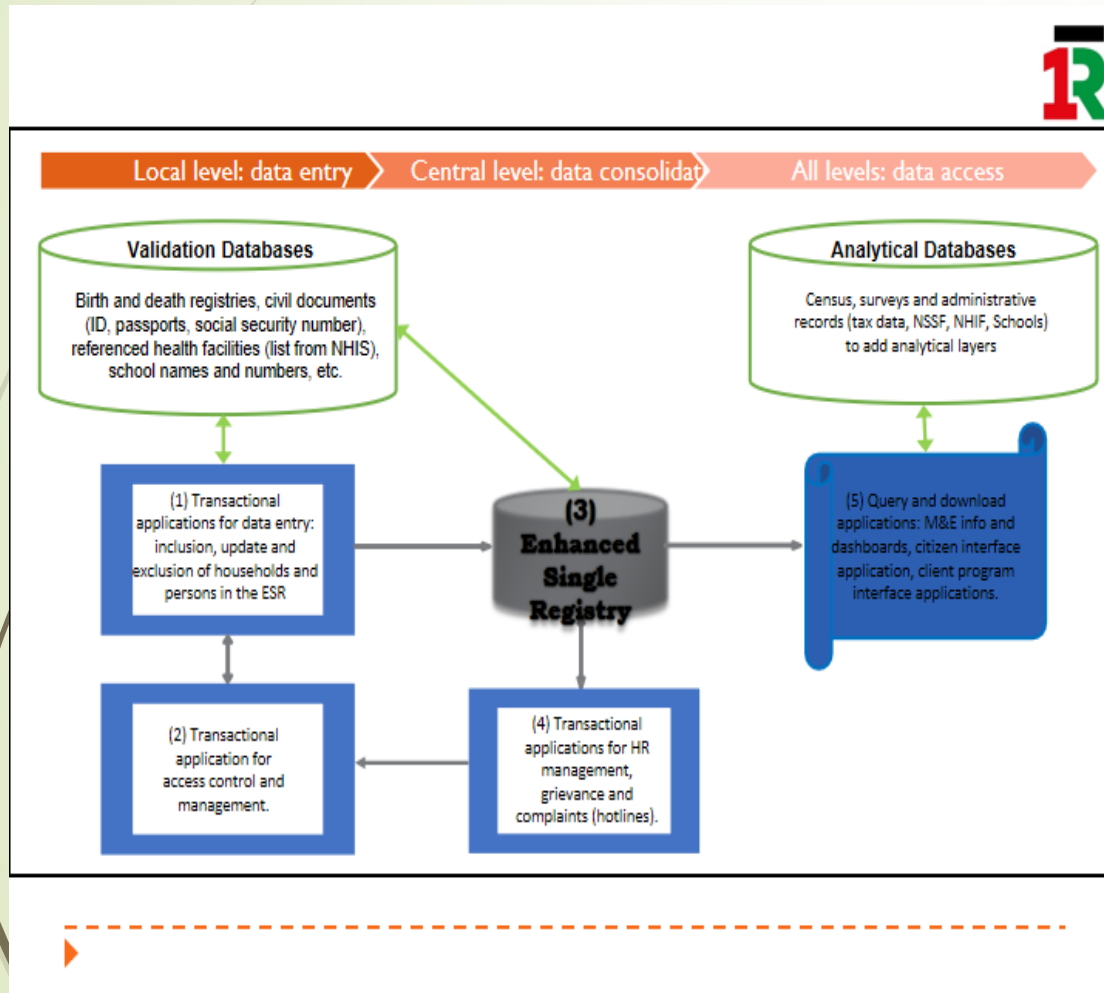 1R
Local level: data entry
Central level: data consolidat
All levels: data access
Validation Databases
Birth and death registries, civil documents
(ID, passports, social security number),
referenced health facilities (list from NHIS),
school names and numbers, etc.
Analytical Databases
Census, surveys and administrative
records (tax data, NSSF, NHIF, Schools)
to add analytical layers
(1) Transactional
applications for data entry:
inclusion, update and
exclusion of households and
persons in the ESR
(3)
Enhanced
Single
Registry
(5) Query and download
applications: M&E info and
dashboards, citizen interface
application, client program
interface applications.
(2) Transactional
application for
access control and
management.
(4) Transactional
applications for HR
management,
grievance and
complaints (hotlines).